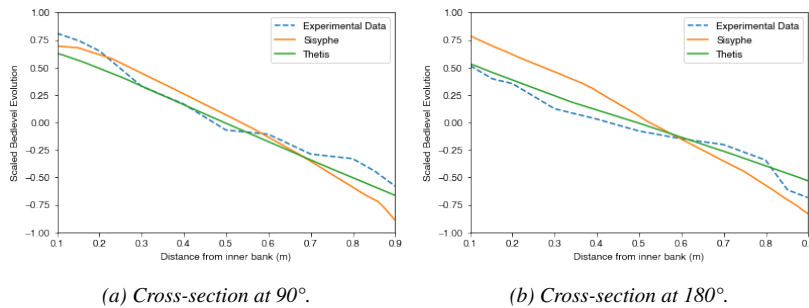 1.00
0.75
0.50
0.25
0.00
−0.25
−0.50
−0.75
−1.00
Scaled Bedlevel Evolution
0.1 0.2 0.3 0.4 0.5 0.6 0.7 0.8 0.9
Distance from inner bank (m)
Experimental Data
Sisyphe
Thetis
(a) Cross-section at 90°.
1.00
0.75
0.50
0.25
0.00
−0.25
−0.50
−0.75
−1.00
Scaled Bedlevel Evolution
0.1 0.2 0.3 0.4 0.5 0.6 0.7 0.8 0.9
Distance from inner bank (m)
Experimental Data
Sisyphe
Thetis
(b) Cross-section at 180°.